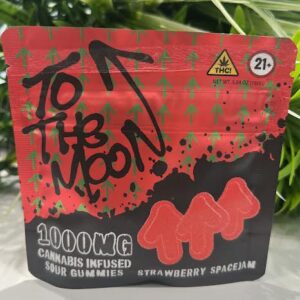 TO
THE
MOON
THC!
21+
1000MG
CANNABIS INFUSED
SOUR GUMMIES
STRAWBERRY SPACEJAM